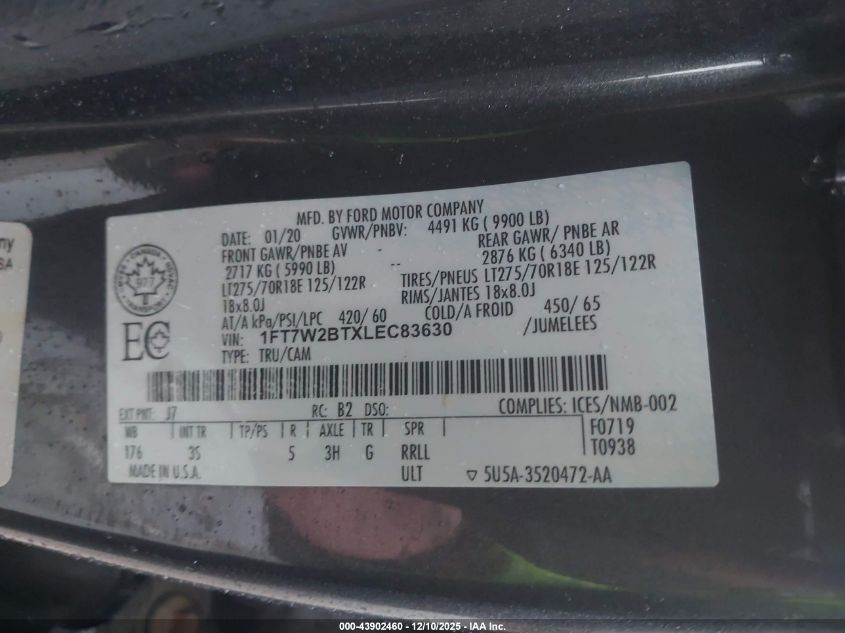 MFD. BY FORD MOTOR COMPANY
DATE: 01/20 GVWR/PNBV: 4491 KG ( 9900 LB)
FRONT GAWR/PNBE AV - REAR GAWR/ PNBE AR
2717 KG ( 5990 LB) -- 2876 KG ( 6340 LB)
LT275/70R18E 125/122R TIRES/PNEUS LT275/70R18E 125/122R
18x8.0J RIMS/JANTES 18x8.0J
AT/A kPa/PSI/LPC 420/ 60 COLD/A FROID 450/ 65
VIN: 1FT7W2BTXLEC83630 /JUMELEES
TYPE: TRU/CAM
CANADA
977
EC
EXT PNT: J7 RC: B2 DSO: COMPLIES: ICES/NMB-002
WB INT TR TP/PS R AXLE TR SPR F0719
176 3S 5 3H G RRLL T0938
MADE IN U.S.A. ULT 5U5A-3520472-AA
ny
SA
000-43902460 - 12/10/2025 - IAA Inc.